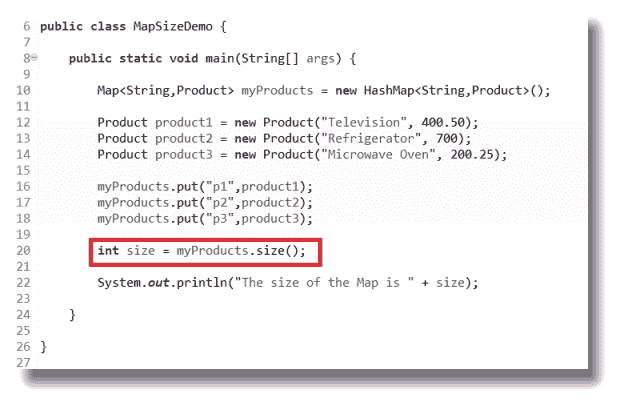 6 public class MapSizeDemo {
7
8 public static void main(String[] args) {
9
10 Map<String,Product> myProducts = new HashMap<String,Product>();
11
12 Product product1 = new Product("Television", 400.50);
13 Product product2 = new Product("Refrigerator", 700);
14 Product product3 = new Product("Microwave Oven", 200.25);
15
16 myProducts.put("p1",product1);
17 myProducts.put("p2",product2);
18 myProducts.put("p3",product3);
19
20 int size = myProducts.size();
21
22 System.out.println("The size of the Map is " + size);
23
24 }
25
26 }
27